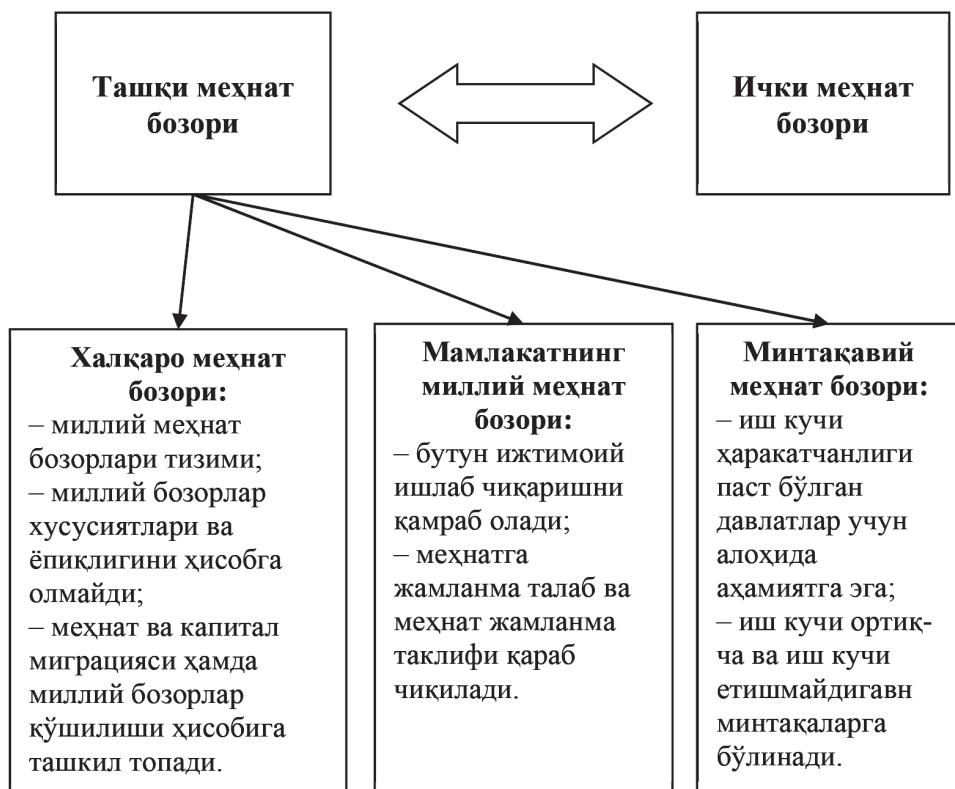 Ташқи меҳнат
бозори
Ички меҳнат
бозори
Халқаро меҳнат
бозори:
– миллий меҳнат
бозорлари тизими;
– миллий бозорлар
хусусиятлари ва
ёпиқлигини ҳисобга
олмайди;
– меҳнат ва капитал
миграцияси ҳамда
миллий бозорлар
қўшилиши ҳисобига
ташкил топади.
Мамлакатнинг
миллий меҳнат
бозори:
– бутун ижтимоий
ишлаб чиқаришни
қамраб олади;
– меҳнатга
жамланма талаб ва
меҳнат жамланма
таклифи қараб
чиқилади.
Минтақавий
меҳнат бозори:
– иш кучи
ҳаракатчанлиги
паст бўлган
давлатлар учун
алоҳида
аҳамиятга эга;
– иш кучи ортиқ-
ча ва иш кучи
етишмайдигавн
минтақаларга
бўлинади.